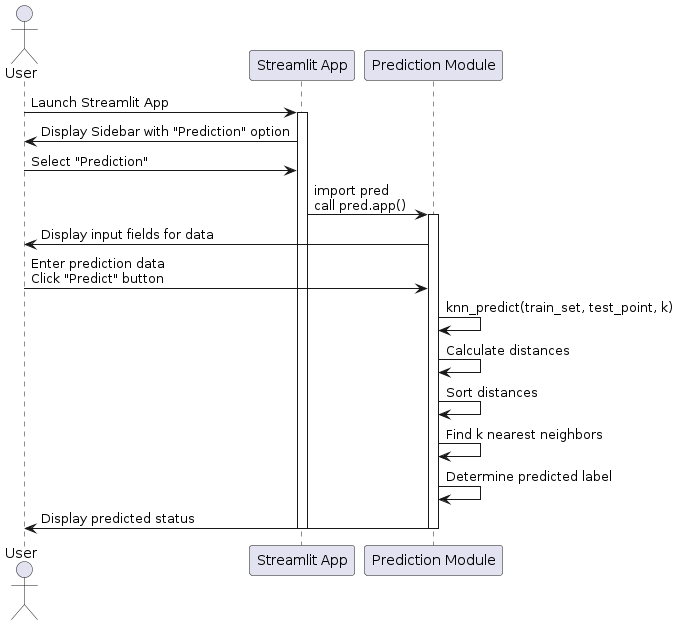 User
Streamlit App
Prediction Module
Launch Streamlit App
Display Sidebar with "Prediction" option
Select "Prediction"
import pred
call pred.app()
Display input fields for data
Enter prediction data
Click "Predict" button
knn_predict(train_set, test_point, k)
Calculate distances
Sort distances
Find k nearest neighbors
Determine predicted label
Display predicted status
User
Streamlit App
Prediction Module